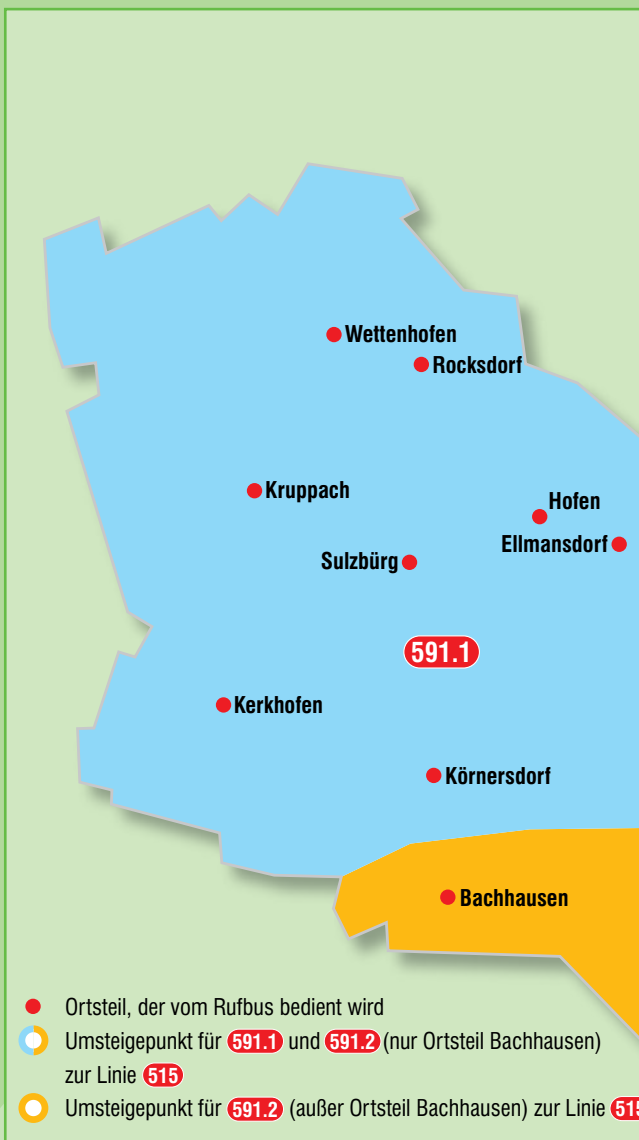 Wettenhofen
Rocksdorf
Kruppach
Hofen
Ellmansdorf
Sulzbürg
591.1
Kerkhofen
Körnersdorf
Bachhausen
Ortsteil, der vom Rufbus bedient wird
Umsteigepunkt für 591.1 und 591.2 (nur Ortsteil Bachhausen)
zur Linie 515
Umsteigepunkt für 591.2 (außer Ortsteil Bachhausen) zur Linie 515